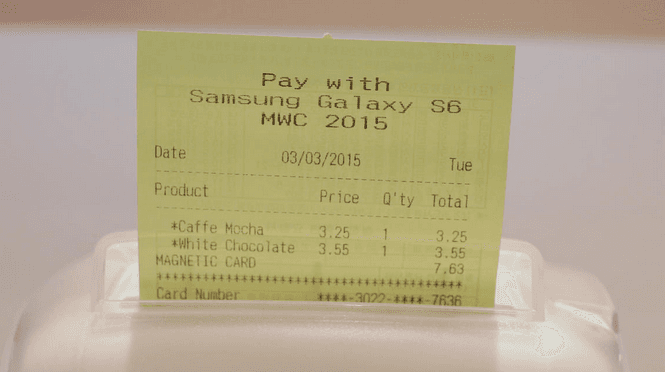 Pay with
Samsung Galaxy S6
MWC 2015
Date 03/03/2015 Tue
Product Price Q'ty Total
*Caffe Mocha 3.25 1 3.25
*White Chocolate 3.55 1 3.55
MAGNETIC CARD 7.63
****************************************
Card Number ****-3022-****-7636